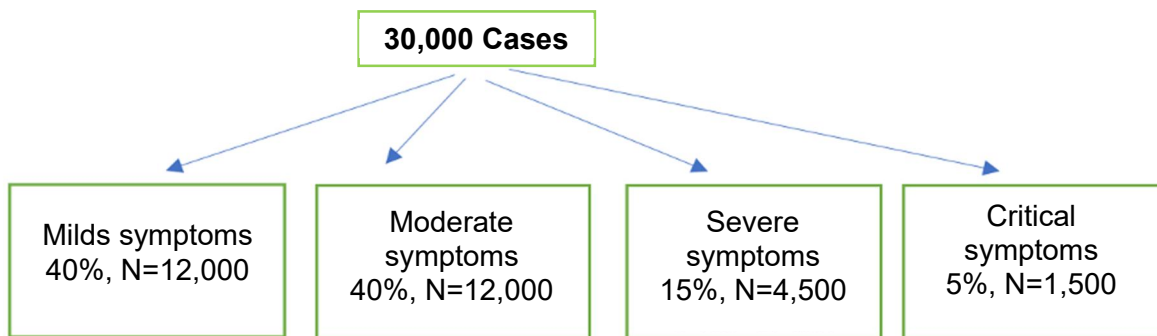 30,000 Cases
Milds symptoms
40%, N=12,000
Moderate
symptoms
40%, N=12,000
Severe
symptoms
15%, N=4,500
Critical
symptoms
5%, N=1,500